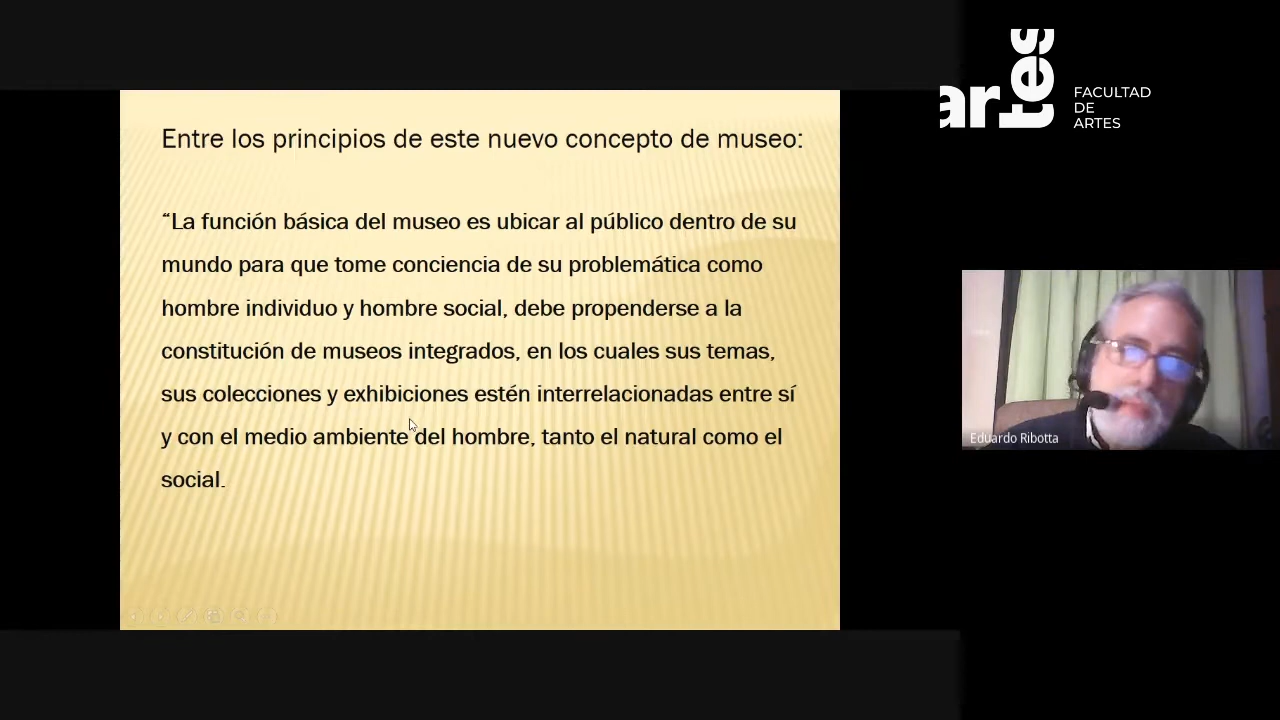 Entre los principios de este nuevo concepto de museo:
“La función básica del museo es ubicar al público dentro de su
mundo para que tome conciencia de su problemática como
hombre individuo y hombre social, debe propenderse a la
constitución de museos integrados, en los cuales sus temas,
sus colecciones y exhibiciones estén interrelacionadas entre sí
y con el medio ambiente del hombre, tanto el natural como el
social.
artes
FACULTAD
DE
ARTES
Eduardo Ribotta